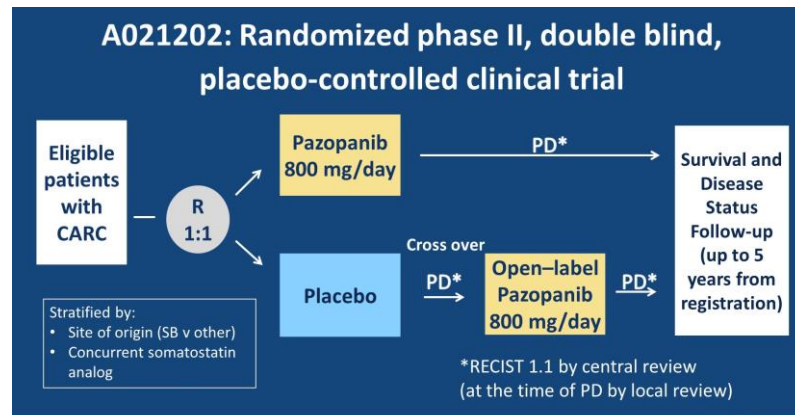 A021202: Randomized phase II, double blind,
placebo-controlled clinical trial
Eligible
patients
with
CARC
R
1:1
Pazopanib
800 mg/day
PD*
Survival and
Disease
Status
Follow-up
(up to 5
years from
registration)
Placebo
Cross over
PD*
Open–label
Pazopanib
800 mg/day
PD*
Stratified by:
• Site of origin (SB v other)
• Concurrent somatostatin
analog
*RECIST 1.1 by central review
(at the time of PD by local review)